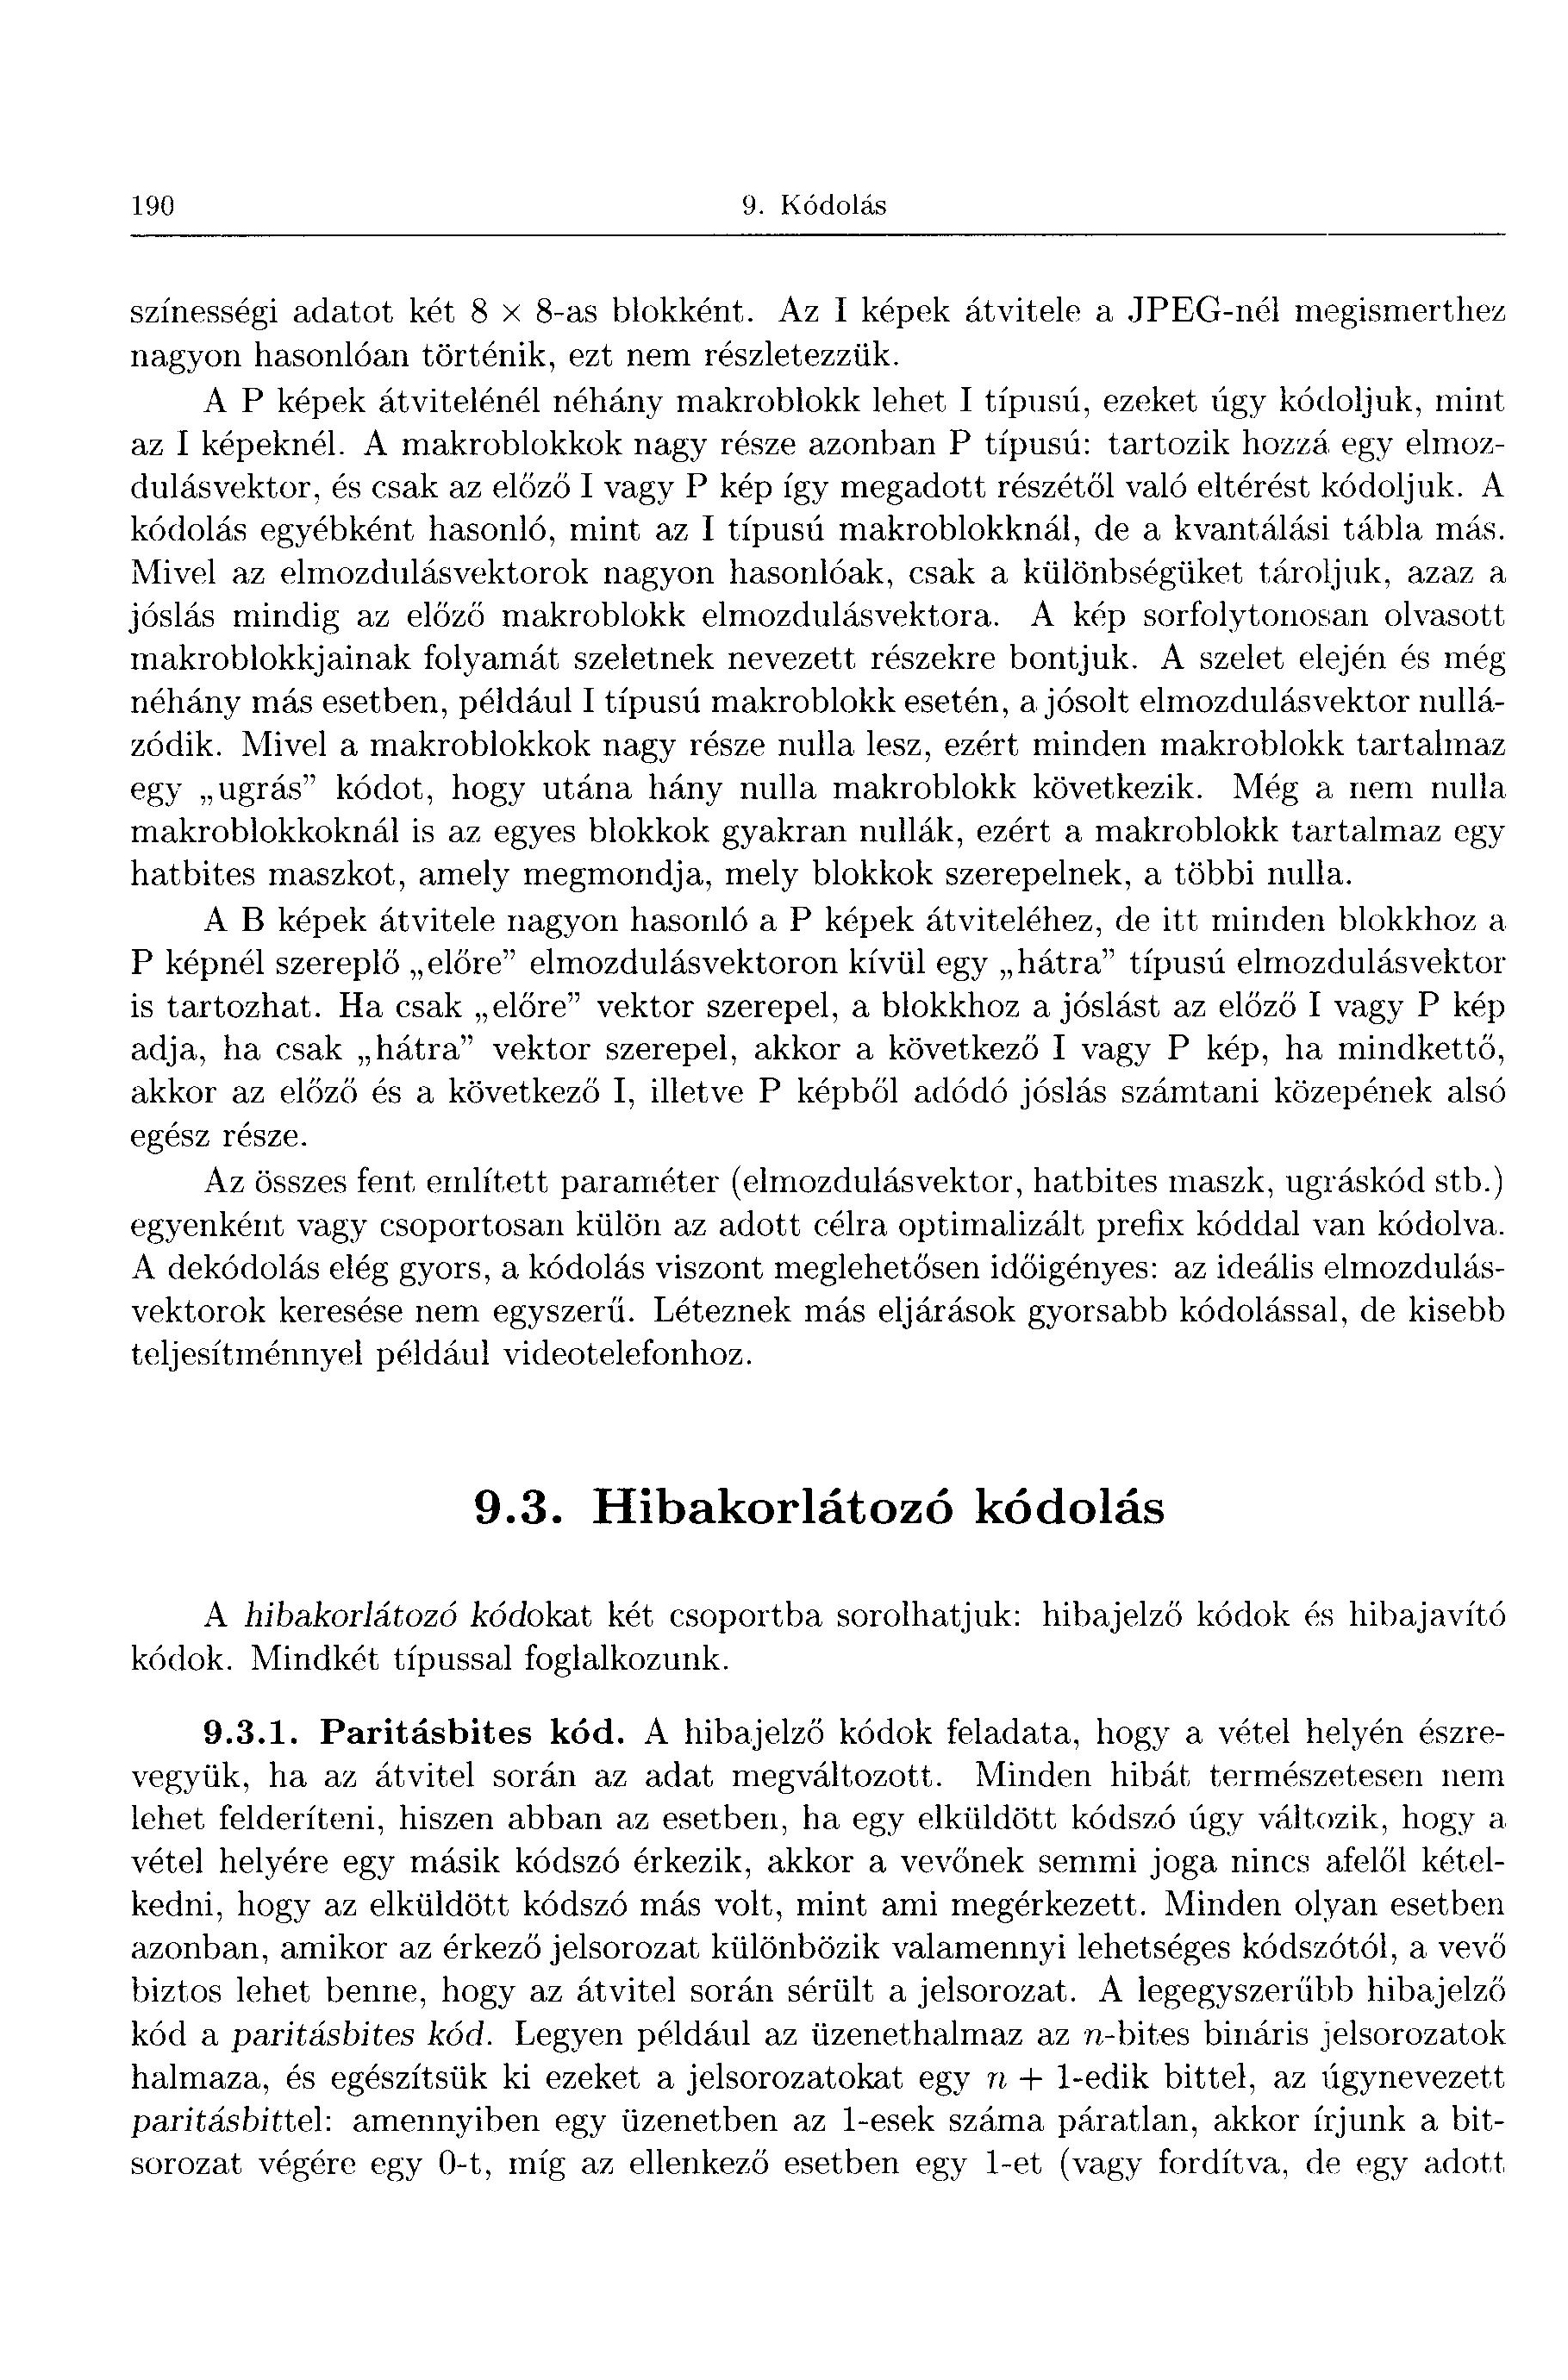 190
9. Kódolás
színességi adatot két 8 x 8-as blokként. Az I képek átvitele a JPEG-nél megismerthez
nagyon hasonlóan történik, ezt nem részletezzük.
A P képek átvitelénél néhány makroblokk lehet I típusú, ezeket úgy kódoljuk, mint
az I képeknél. A makroblokkok nagy része azonban P típusú: tartozik hozzá egy elmoz-
dulásvektor, és csak az előző I vagy P kép így megadott részétől való eltérést kódoljuk. A
kódolás egyébként hasonló, mint az I típusú makroblokknál, de a kvantálási tábla más.
Mivel az elmozdulásvektorok nagyon hasonlóak, csak a különbségüket tároljuk, azaz a
jóslás mindig az előző makroblokk elmozdulásvektora. A kép sorfolytonosan olvasott
makroblokkjainak folyamát szeletnek nevezett részekre bontjuk. A szelet elején és még
néhány más esetben, például I típusú makroblokk esetén, a jósolt elmozdulásvektor nullá-
zódik. Mivel a makroblokkok nagy része nulla lesz, ezért minden makroblokk tartalmaz
egy „ugrás” kódot, hogy utána hány nulla makroblokk következik. Még a nem nulla
makroblokkoknál is az egyes blokkok gyakran nullák, ezért a makroblokk tartalmaz egy
hatbites maszkot, amely megmondja, mely blokkok szerepelnek, a többi nulla.
A B képek átvitele nagyon hasonló a P képek átviteléhez, de itt minden blokkhoz a
P képnél szereplő „előre” elmozdulásvektoron kívül egy „hátra” típusú elmozdulásvektor
is tartozhat. Ha csak „előre” vektor szerepel, a blokkhoz a jóslást az előző I vagy P kép
adja, ha csak „hátra” vektor szerepel, akkor a következő I vagy P kép, ha mindkettő,
akkor az előző és a következő I, illetve P képből adódó jóslás számtani közepének alsó
egész része.
Az összes fent említett paraméter (elmozdulásvektor, hatbites maszk, ugráskód stb.)
egyenként vagy csoportosan külön az adott célra optimalizált prefix kóddal van kódolva.
A dekódolás elég gyors, a kódolás viszont meglehetősen időigényes: az ideális elmozdulás-
vektorok keresése nem egyszerű. Léteznek más eljárások gyorsabb kódolással, de kisebb
teljesítménnyel például videotelefonhoz.
9.3. Hibakorlátozó kódolás
A hibakorlátozó kódokat két csoportba sorolhatjuk: hibajelző kódok és hibajavító
kódok. Mindkét típussal foglalkozunk.
9.3.1. Paritásbites kód. A hibajelző kódok feladata, hogy a vétel helyén észre-
vegyük, ha az átvitel során az adat megváltozott. Minden hibát természetesen nem
lehet felderíteni, hiszen abban az esetben, ha egy elküldött kódszó úgy változik, hogy a
vétel helyére egy másik kódszó érkezik, akkor a vevőnek semmi joga nincs afelől kétel-
kedni, hogy az elküldött kódszó más volt, mint ami megérkezett. Minden olyan esetben
azonban, amikor az érkező jelsorozat különbözik valamennyi lehetséges kódszótól, a vevő
biztos lehet benne, hogy az átvitel során sérült a jelsorozat. A legegyszerűbb hibajelző
kód a paritásbites kód. Legyen például az üzenethalmaz az n-bites bináris jelsorozatok
halmaza, és egészítsük ki ezeket a jelsorozatokat egy n + 1-edik bittel, az úgynevezett
paritásbittel: amennyiben egy üzenetben az 1-esek száma páratlan, akkor írjunk a bit-
sorozat végére egy 0-t, míg az ellenkező esetben egy 1-et (vagy fordítva, de egy adott